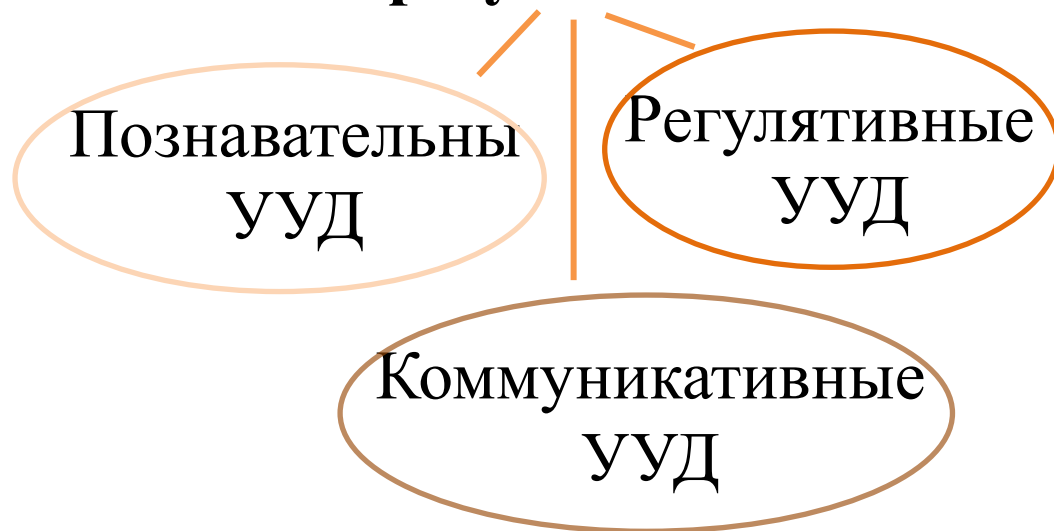 Познавательны
УУД
Регулятивные
УУД
Коммуникативные
УУД